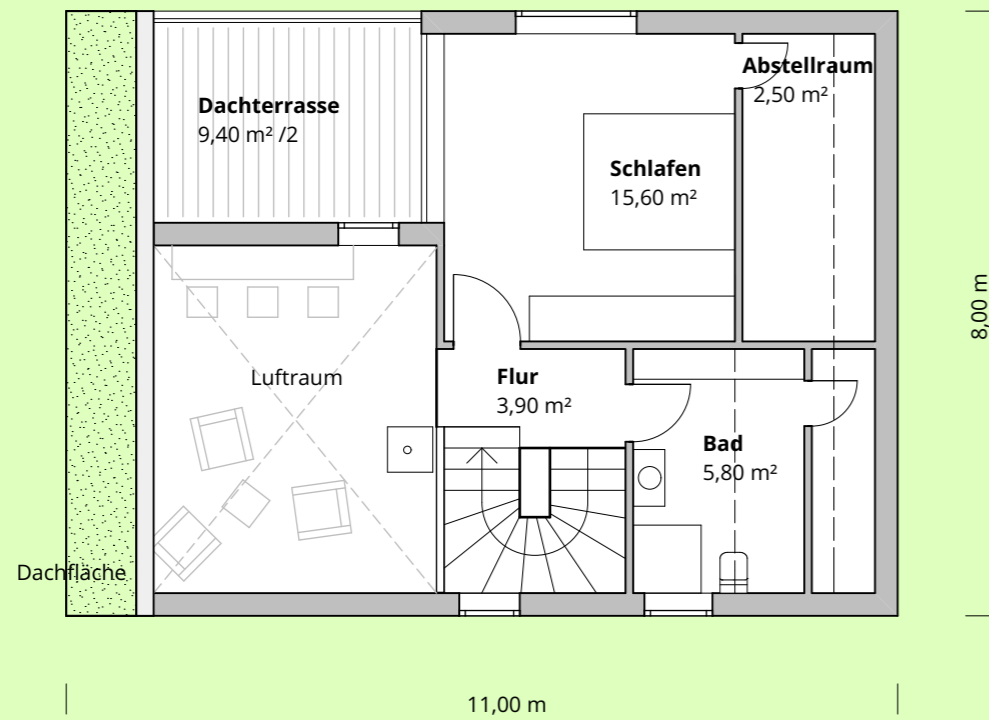 Dachterrasse
9,40 m² /2
Abstellraum
2,50 m²
Schlafen
15,60 m²
Luftraum
Flur
3,90 m²
Bad
5,80 m²
Dachfläche
8,00 m
11,00 m